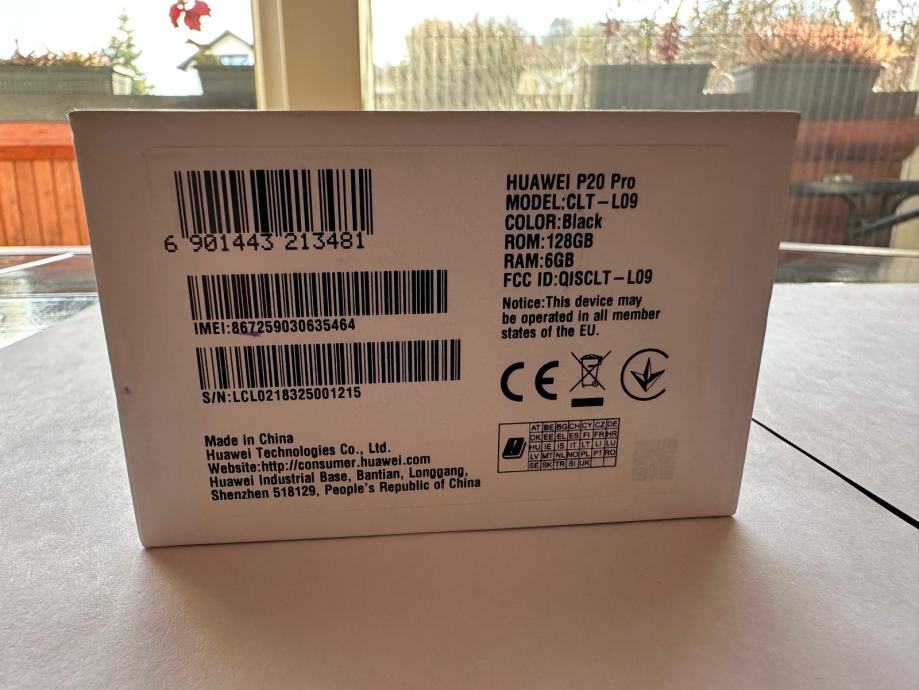 6 901443 213481
IMEI:867259030635464
S/N:LCL0218325001215
Made in China
Huawei Technologies Co., Ltd.
Website:http://consumer.huawei.com
Huawei Industrial Base, Bantian, Longgang,
Shenzhen 518129, People's Republic of China
HUAWEI P20 Pro
MODEL:CLT-L09
COLOR:Black
ROM:128GB
RAM:6GB
FCC ID:QISCLT-L09
Notice:This device may
be operated in all member
states of the EU.
CE
AT BE BG CH CY CZ DE
DK EE EL ES FI FR HR
HU IE IS IT LT LI LU
LV MT NL NO PL PT RO
SE SK TR SI UK